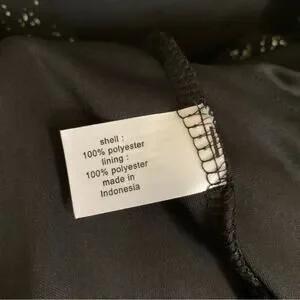 shell :
100% polyester
lining :
100% polyester
made in
Indonesia